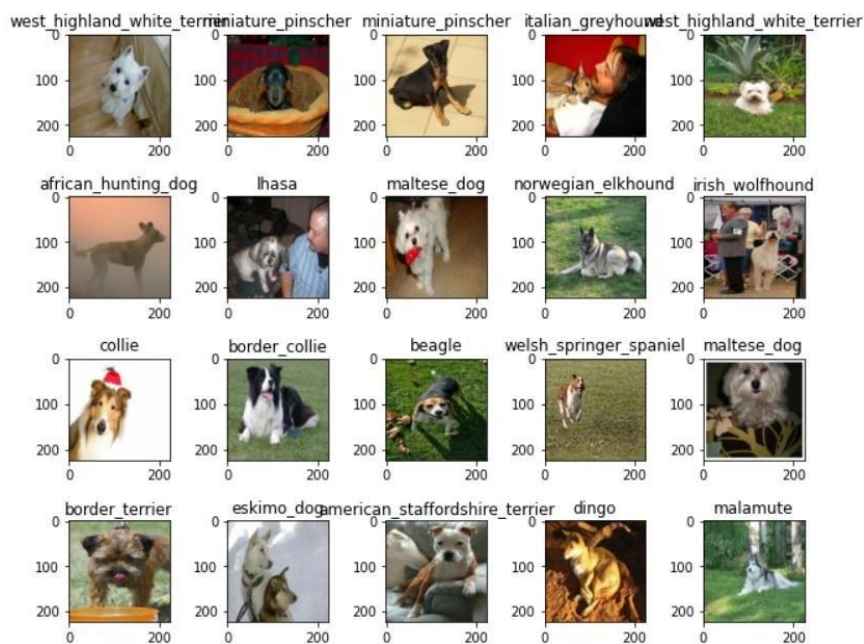 west_highland_white_terrier miniature_pinscher miniature_pinscher italian_greyhound west_highland_white_terrier
0 0 0 0 0
100 100 100 100 100
200 200 200 200 200
0 200 0 200 0 200 0 200 0 200
african_hunting_dog lhasa maltese_dog norwegian_elkhound irish_wolfhound
0 0 0 0 0
100 100 100 100 100
200 200 200 200 200
0 200 0 200 0 200 0 200 0 200
collie border_collie beagle welsh_springer_spaniel maltese_dog
0 0 0 0 0
100 100 100 100 100
200 200 200 200 200
0 200 0 200 0 200 0 200 0 200
border_terrier eskimo_dog american_staffordshire_terrier dingo malamute
0 0 0 0 0
100 100 100 100 100
200 200 200 200 200
0 200 0 200 0 200 0 200 0 200